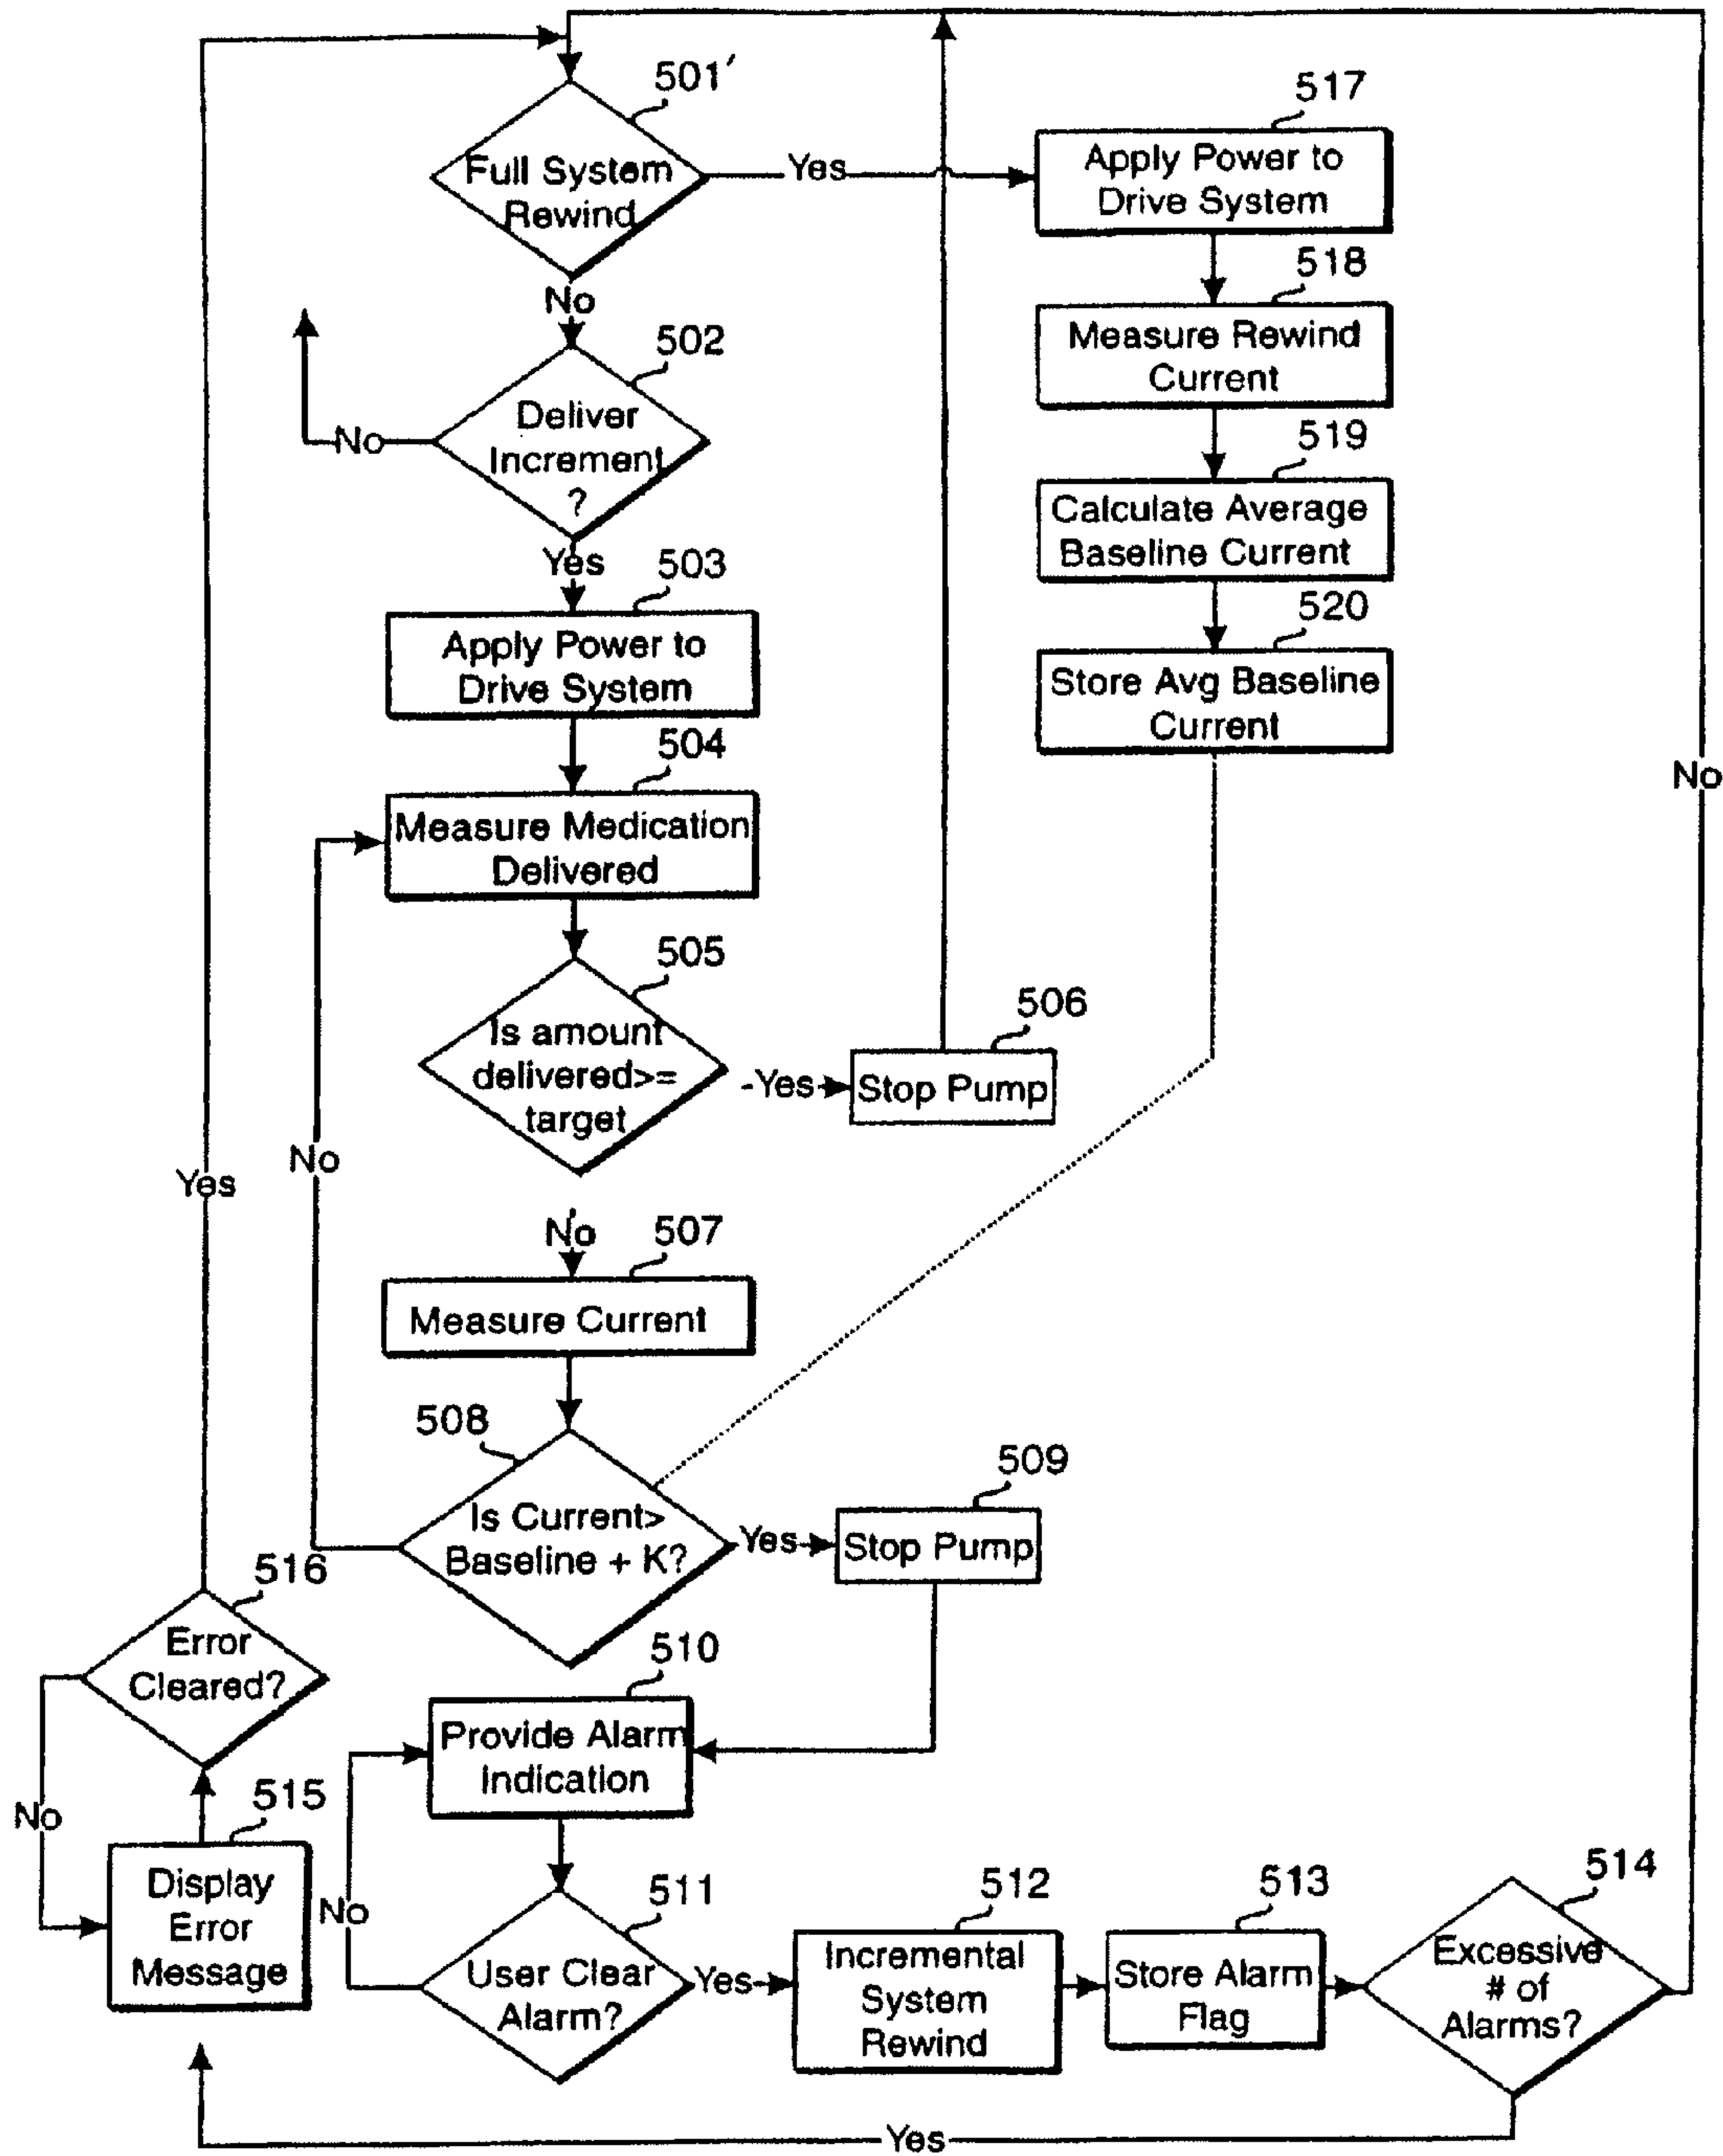 501'
Full System
Rewind
Yes
517
Apply Power to
Drive System
518
Measure Rewind
Current
519
Calculate Average
Baseline Current
520
Store Avg Baseline
Current
No
502
Deliver
Increment
?
No
Yes
503
Apply Power to
Drive System
504
Measure Medication
Delivered
505
Is amount
delivered>=
target
Yes
506
Stop Pump
No
507
Measure Current
508
Is Current>
Baseline + K?
Yes
509
Stop Pump
No
510
Provide Alarm
Indication
511
User Clear
Alarm?
No
Yes
512
Incremental
System
Rewind
513
Store Alarm
Flag
514
Excessive
# of
Alarms?
No
Yes
515
Display
Error
Message
516
Error
Cleared?
No
Yes